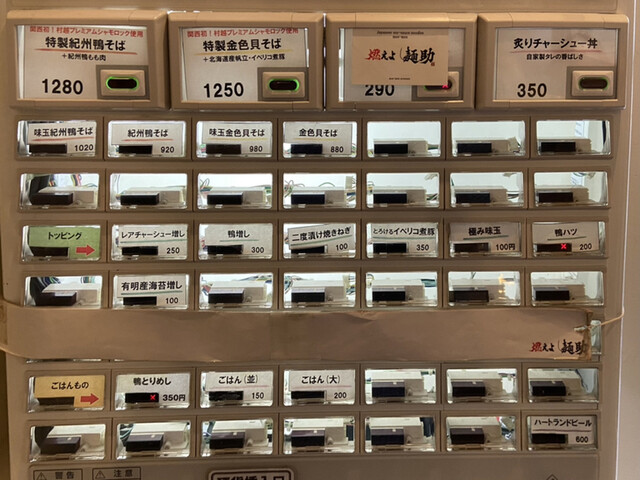 関西初！村越プレミアムシャモロック使用
特製紀州鴨そば
＋紀州鴨もも肉
1280
関西初！村越プレミアムシャモロック使用
特製金色貝そば
＋北海道産帆立・イベリコ煮豚
1250
燃えよ 麺助
290
炙りチャーシュー丼
自家製タレの香ばしさ
350
味玉紀州鴨そば
1020
紀州鴨そば
920
味玉金色貝そば
980
金色貝そば
880
トッピング
レアチャーシュー増し
250
鴨増し
300
二度漬け焼きねぎ
100
とろけるイベリコ煮豚
350
極み味玉
100円
鴨ハツ
200
有明産海苔増し
100
燃えよ 麺助
ごはんもの
鴨とりめし
350円
ごはん(並)
150
ごはん(大)
200
ハートランドビール
600
警告
注意